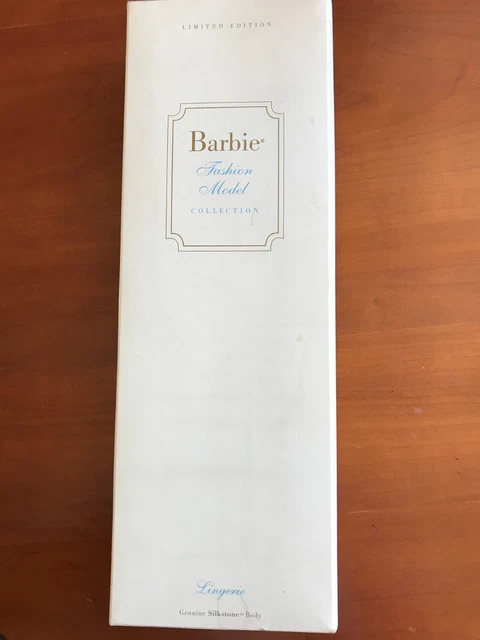 LIMITED EDITION
Barbie®
Fashion
Model
COLLECTION
Lingerie
Genuine Silkstone™ Body